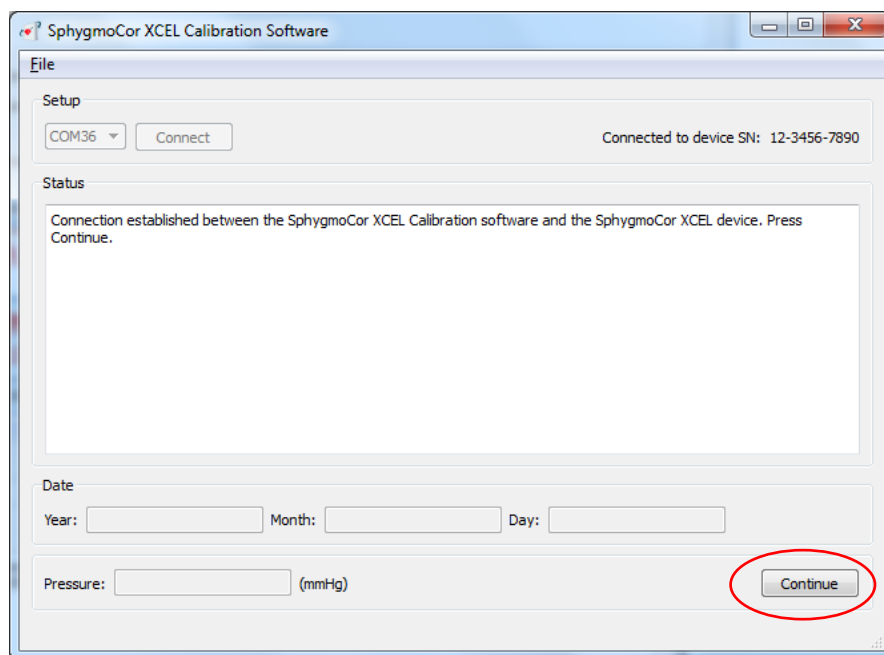 SphygmoCor XCEL Calibration Software
File
Setup
COM36 Connect Connected to device SN: 12-3456-7890
Status
Connection established between the SphygmoCor XCEL Calibration software and the SphygmoCor XCEL device. Press
Continue.
Date
Year: Month: Day:
Pressure: (mmHg) Continue